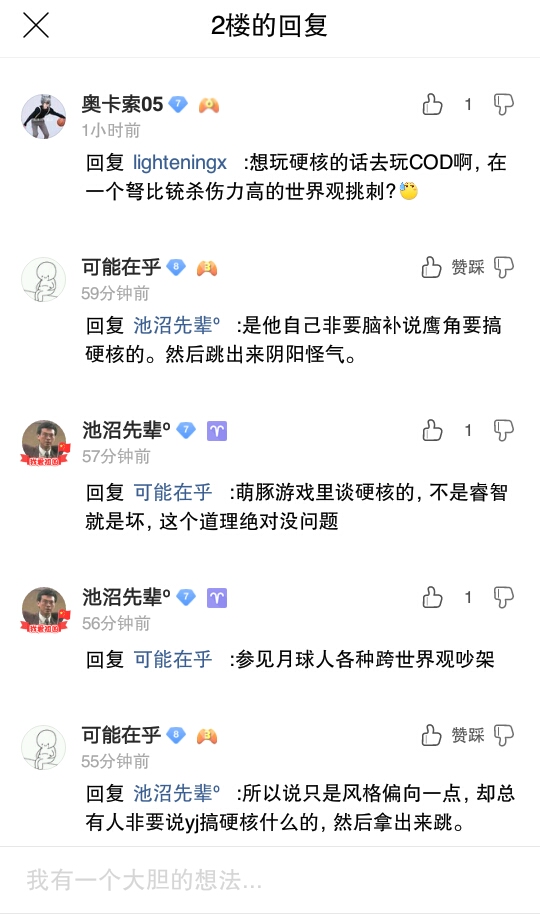 2楼的回复
奥卡索05 7 6
1 
1小时前
回复 lighteningx :想玩硬核的话去玩COD啊, 在
一个弩比铳杀伤力高的世界观挑刺?
可能在乎 8 3
赞踩
59分钟前
回复 池沼先辈º :是他自己非要脑补说鹰角要搞
硬核的。然后跳出来阴阳怪气。
池沼先辈º 7
1
57分钟前
回复 可能在乎 :萌豚游戏里谈硬核的, 不是睿智
就是坏, 这个道理绝对没问题
池沼先辈º 7
1
56分钟前
回复 可能在乎 :参见月球人各种跨世界观吵架
可能在乎 8 3
赞踩
55分钟前
回复 池沼先辈º :所以说只是风格偏向一点, 却总
有人非要说yj搞硬核什么的, 然后拿出来跳。
我有一个大胆的想法...